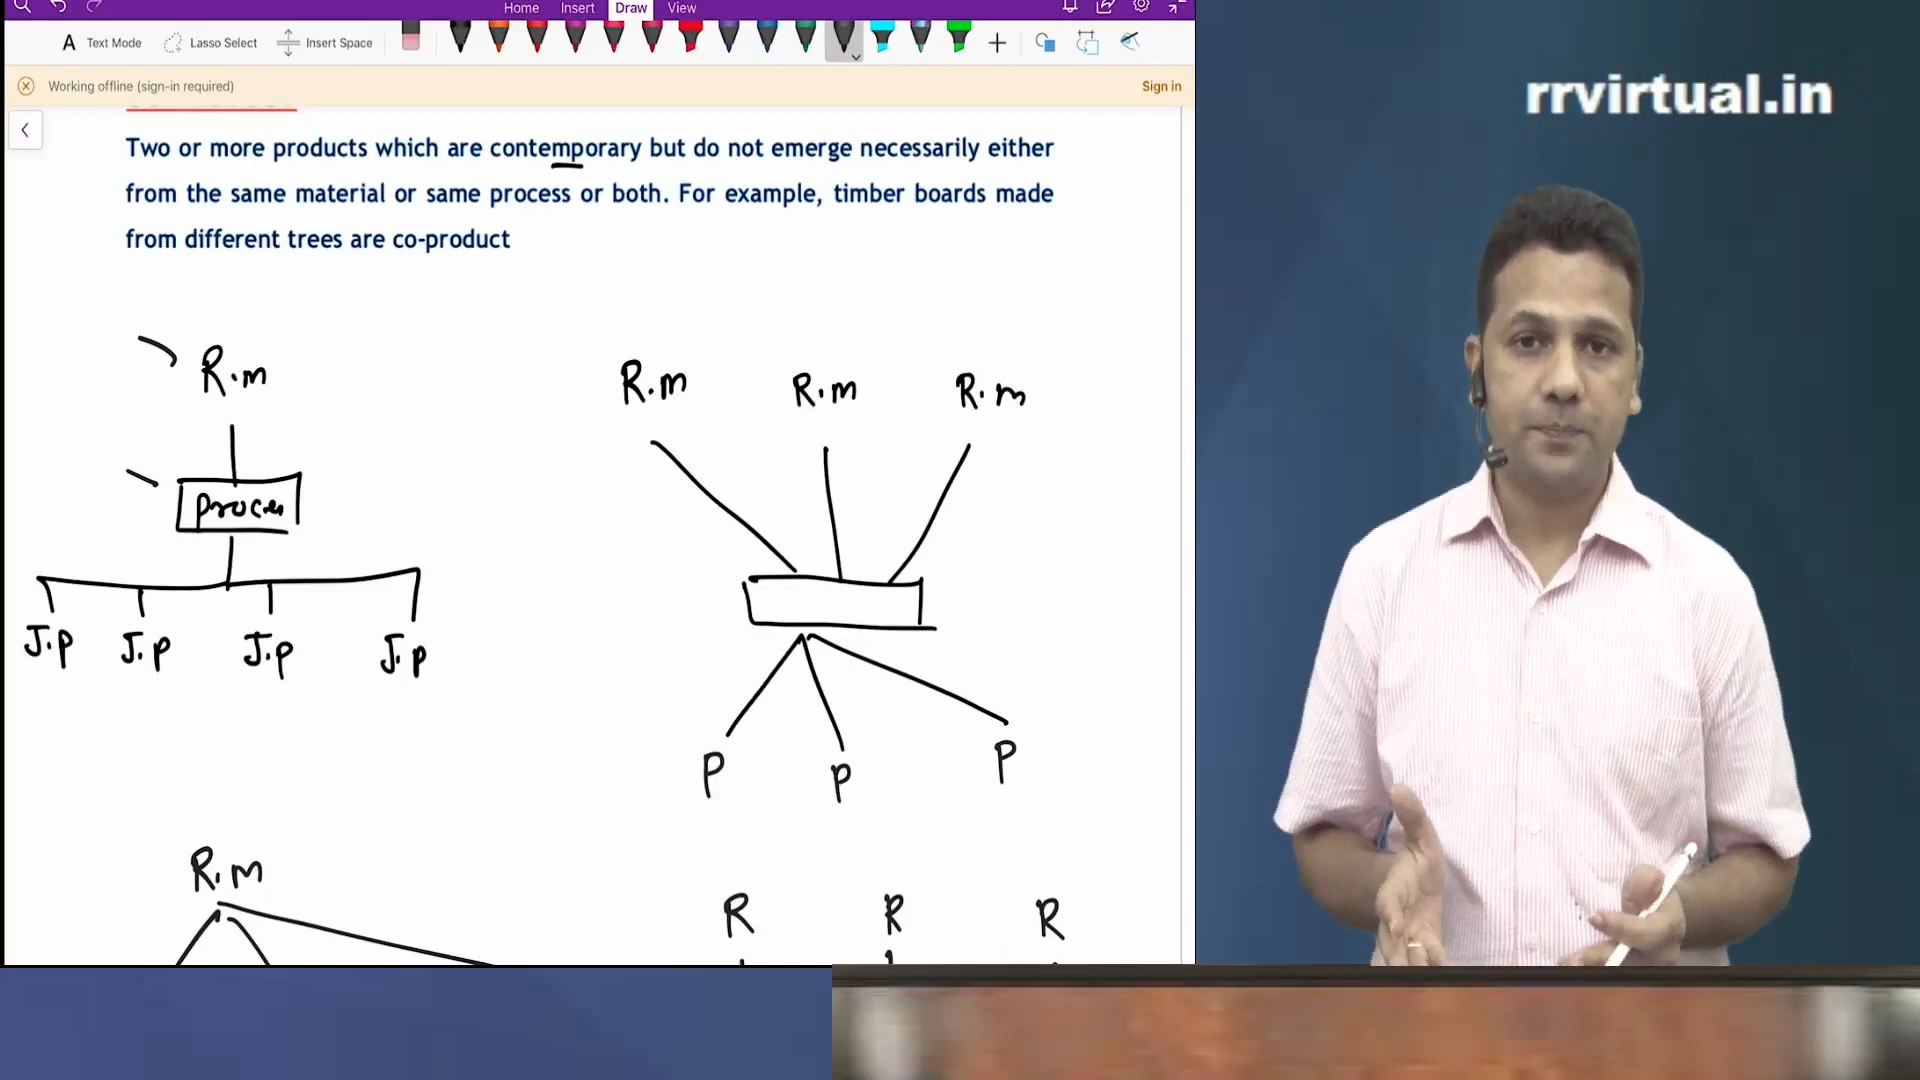 Home Insert Draw View
A Text Mode Lasso Select Insert Space
Working offline (sign-in required) Sign in
rrvirtual.in
Two or more products which are contemporary but do not emerge necessarily either
from the same material or same process or both. For example, timber boards made
from different trees are co-product
R.m
Proces
J.P J.P J.P J.P
R.m R.m R.m
P P P
R.m
R R R